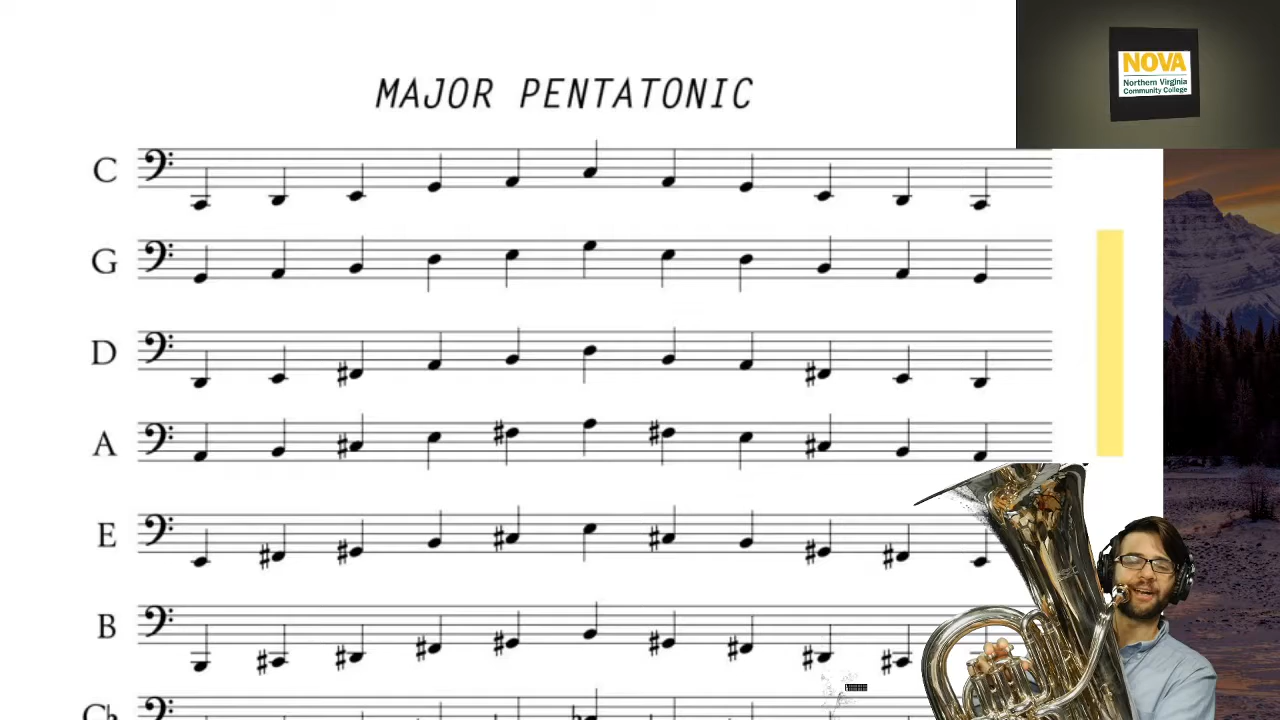 NOVA
Northern Virginia
Community College
MAJOR PENTATONIC
C
G
D
A
E
B
C♭